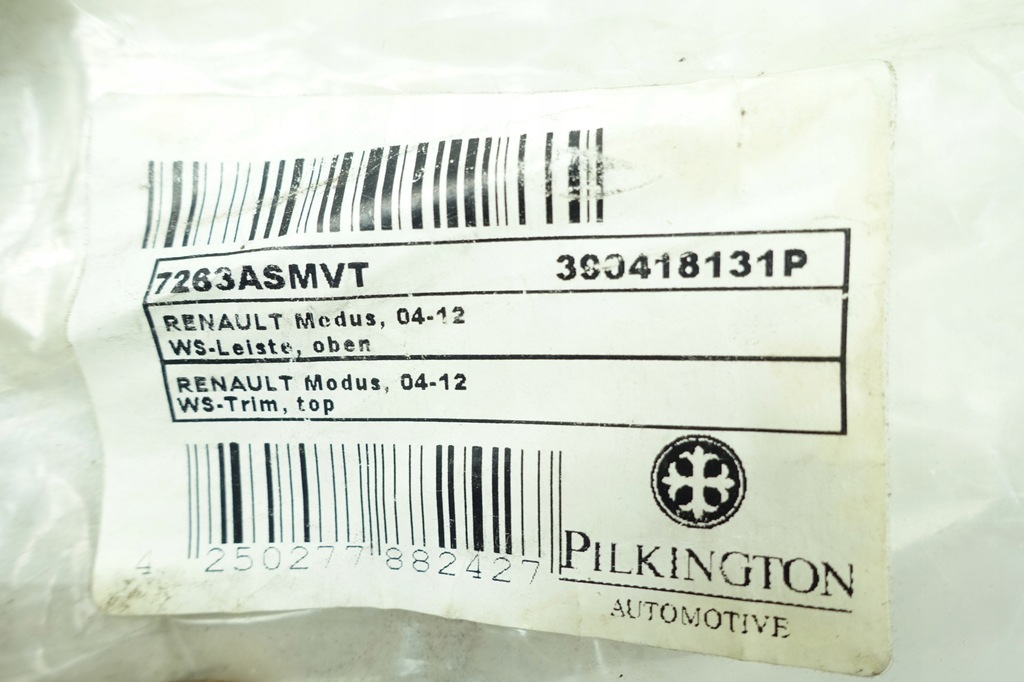 7263ASMVT 390418131P
RENAULT Modus, 04-12
WS-Leiste, oben
RENAULT Modus, 04-12
WS-Trim, top
4 250277 882427
PILKINGTON
AUTOMOTIVE